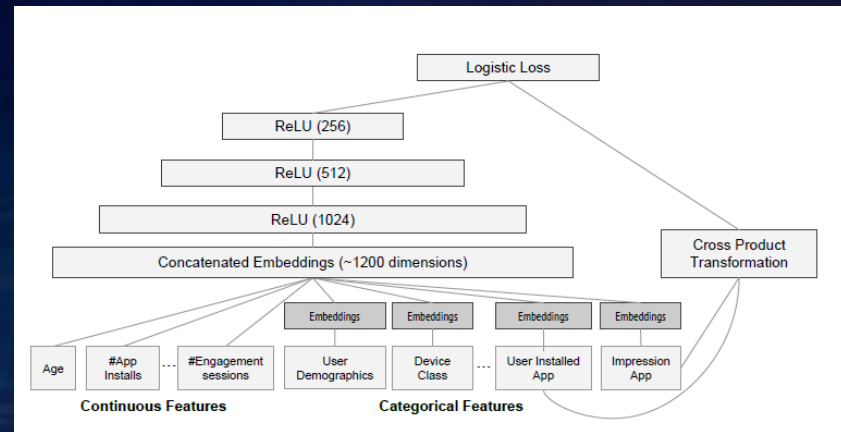 Logistic Loss
ReLU (256)
ReLU (512)
ReLU (1024)
Concatenated Embeddings (~1200 dimensions)
Cross Product
Transformation
Embeddings
Embeddings
Embeddings
Embeddings
Age
#App
Installs
...
#Engagement
sessions
User
Demographics
Device
Class
...
User Installed
App
Impression
App
Continuous Features
Categorical Features